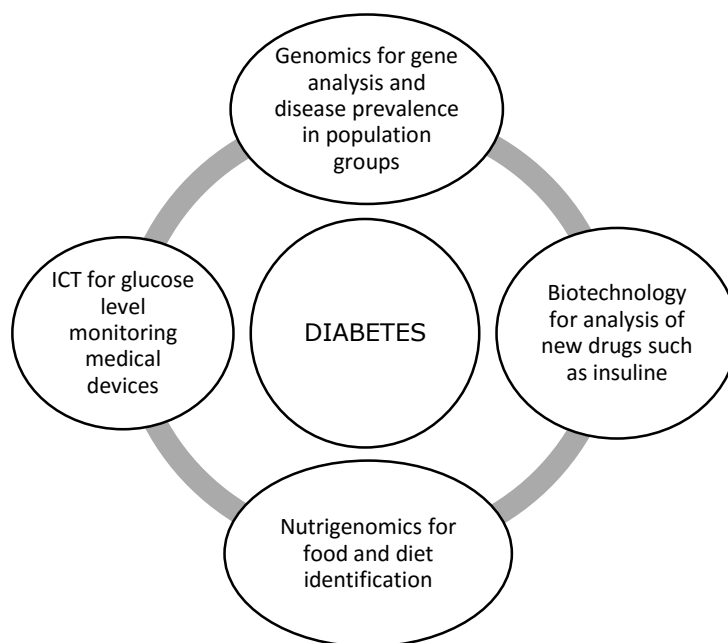 Genomics for gene
analysis and
disease prevalence
in population
groups
ICT for glucose
level
monitoring
medical
devices
DIABETES
Biotechnology
for analysis of
new drugs such
as insuline
Nutrigenomics for
food and diet
identification